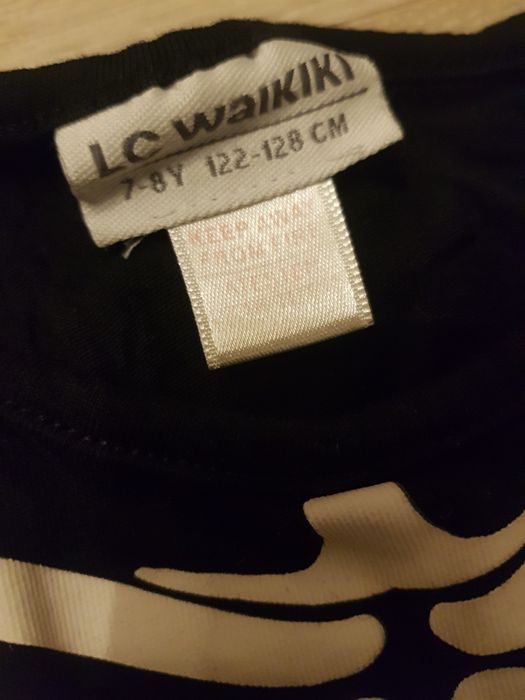 LC WAIKIKI
7-8Y 122-128 CM
KEEP AWAY
FROM FIRE